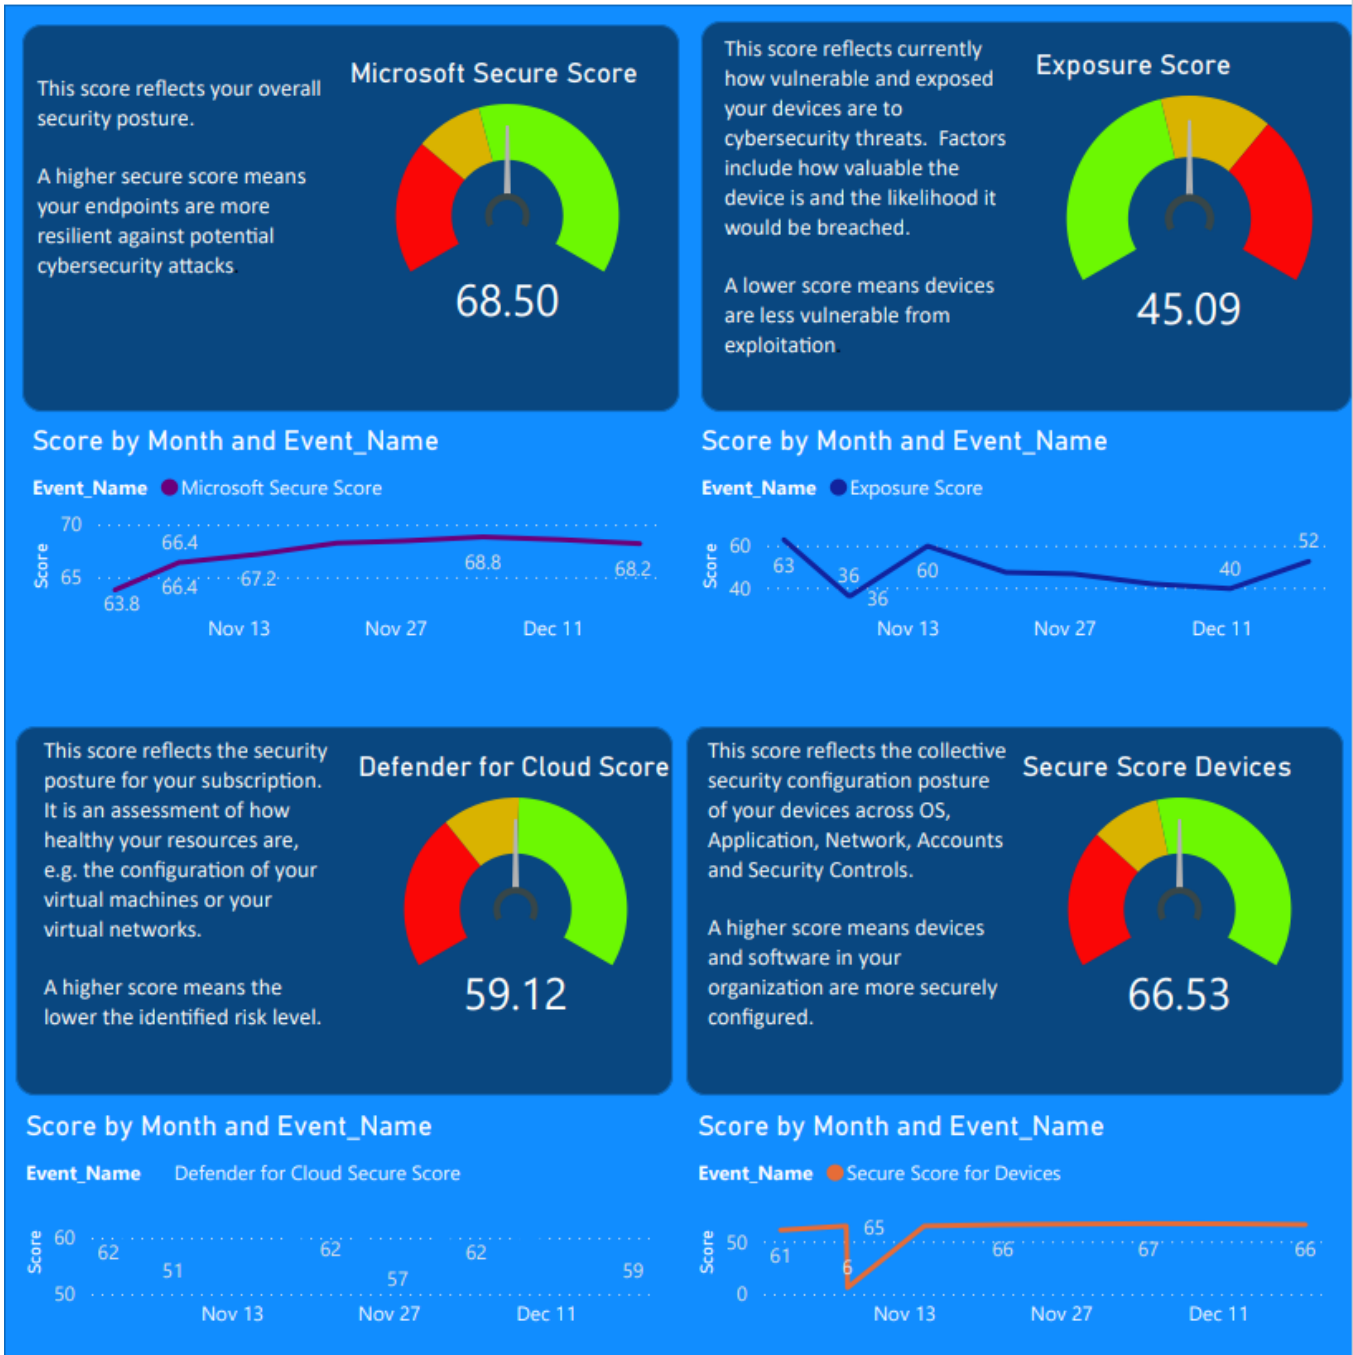 This score reflects your overall
security posture.
A higher secure score means
your endpoints are more
resilient against potential
cybersecurity attacks.
Microsoft Secure Score
68.50
This score reflects currently
how vulnerable and exposed
your devices are to
cybersecurity threats.  Factors
include how valuable the
device is and the likelihood it
would be breached.
A lower score means devices
are less vulnerable from
exploitation.
Exposure Score
45.09
Score by Month and Event_Name
Event_Name Microsoft Secure Score
Score
70
65
63.8
66.4
66.4
67.2
68.8
68.2
Nov 13 Nov 27 Dec 11
Score by Month and Event_Name
Event_Name Exposure Score
Score
60
40
63
36
36
60
40
52
Nov 13 Nov 27 Dec 11
This score reflects the security
posture for your subscription.
It is an assessment of how
healthy your resources are,
e.g. the configuration of your
virtual machines or your
virtual networks.
A higher score means the
lower the identified risk level.
Defender for Cloud Score
59.12
This score reflects the collective
security configuration posture
of your devices across OS,
Application, Network, Accounts
and Security Controls.
A higher score means devices
and software in your
organization are more securely
configured.
Secure Score Devices
66.53
Score by Month and Event_Name
Event_Name Defender for Cloud Secure Score
Score
60
50
62
51
62
57
62
59
Nov 13 Nov 27 Dec 11
Score by Month and Event_Name
Event_Name Secure Score for Devices
Score
50
0
61
6
65
66
67
66
Nov 13 Nov 27 Dec 11